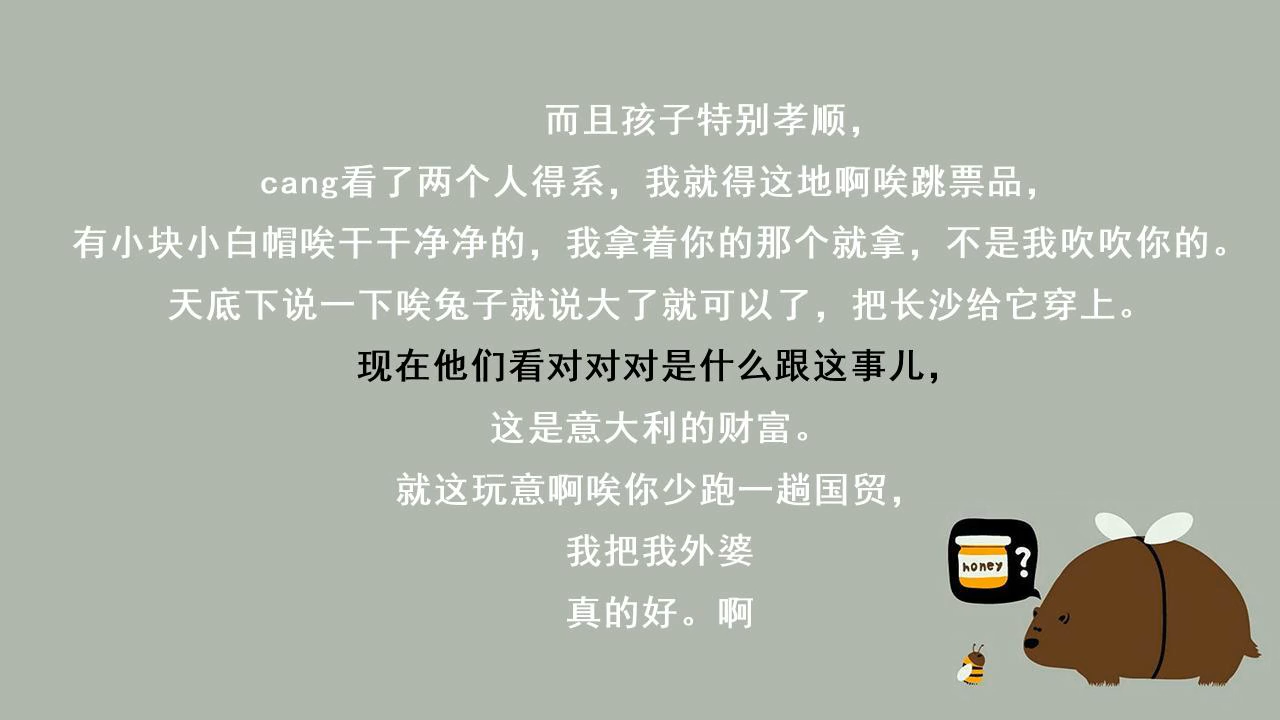 而且孩子特别孝顺，
cang看了两个人得系，我就得这地啊唉跳票品，
有小块小白帽唉干干净净的，我拿着你的那个就拿，不是我吹吹你的。
天底下说一下唉兔子就说大了就可以了，把长沙给它穿上。
现在他们看对对对是什么跟这事儿，
这是意大利的财富。
就这玩意啊唉你少跑一趟国贸，
我把我外婆
真的好。啊
honey
?